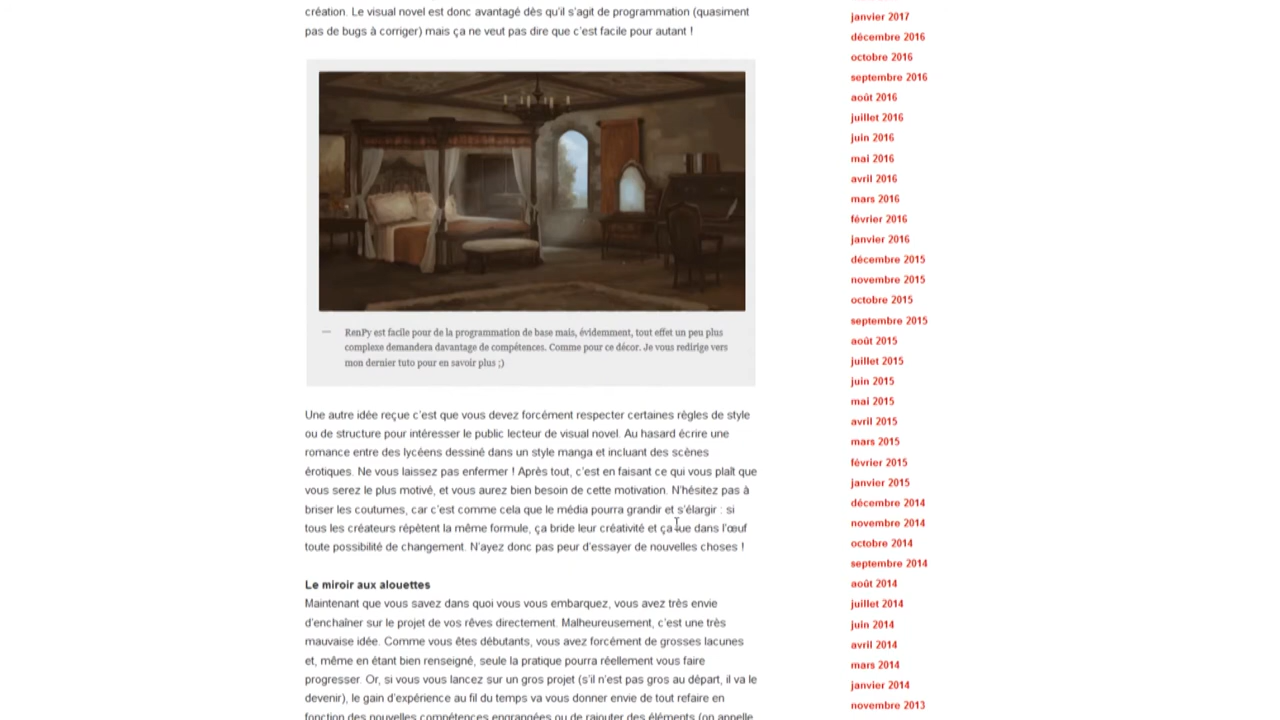 création. Le visual novel est donc avantagé dès qu'il s'agit de programmation (quasiment
pas de bugs à corriger) mais ça ne veut pas dire que c'est facile pour autant !
— RenPy est facile pour de la programmation de base mais, évidemment, tout effet un peu plus
complexe demandera davantage de compétences. Comme pour ce décor. Je vous redirige vers
mon dernier tuto pour en savoir plus ;)
Une autre idée reçue c'est que vous devez forcément respecter certaines règles de style
ou de structure pour intéresser le public lecteur de visual novel. Au hasard écrire une
romance entre des lycéens dessiné dans un style manga et incluant des scènes
érotiques. Ne vous laissez pas enfermer ! Après tout, c'est en faisant ce qui vous plaît que
vous serez le plus motivé, et vous aurez bien besoin de cette motivation. N'hésitez pas à
briser les coutumes, car c'est comme cela que le média pourra grandir et s'élargir : si
tous les créateurs répètent la même formule, ça bride leur créativité et ça tue dans l'œuf
toute possibilité de changement. N'ayez donc pas peur d'essayer de nouvelles choses !
Le miroir aux alouettes
Maintenant que vous savez dans quoi vous vous embarquez, vous avez très envie
d'enchaîner sur le projet de vos rêves directement. Malheureusement, c'est une très
mauvaise idée. Comme vous êtes débutants, vous avez forcément de grosses lacunes
et, même en étant bien renseigné, seule la pratique pourra réellement vous faire
progresser. Or, si vous vous lancez sur un gros projet (s'il n'est pas gros au départ, il va le
devenir), le gain d'expérience au fil du temps va vous donner envie de tout refaire en
fonction des nouvelles compétences engrangées ou de rajouter des éléments (on appelle
janvier 2017
décembre 2016
octobre 2016
septembre 2016
août 2016
juillet 2016
juin 2016
mai 2016
avril 2016
mars 2016
février 2016
janvier 2016
décembre 2015
novembre 2015
octobre 2015
septembre 2015
août 2015
juillet 2015
juin 2015
mai 2015
avril 2015
mars 2015
février 2015
janvier 2015
décembre 2014
novembre 2014
octobre 2014
septembre 2014
août 2014
juillet 2014
juin 2014
avril 2014
mars 2014
janvier 2014
novembre 2013